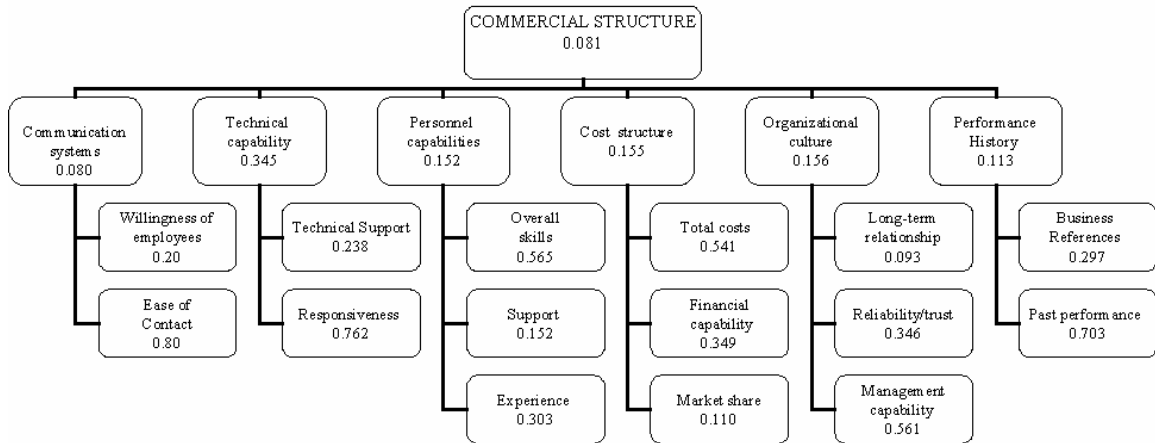 COMMERCIAL STRUCTURE
0.081
Communication
systems
0.080
Technical
capability
0.345
Personnel
capabilities
0.152
Cost structure
0.155
Organizational
culture
0.156
Performance
History
0.113
Willingness of
employees
0.20
Ease of
Contact
0.80
Technical Support
0.238
Responsiveness
0.762
Overall
skills
0.565
Support
0.152
Experience
0.303
Total costs
0.541
Financial
capability
0.349
Market share
0.110
Long-term
relationship
0.093
Reliability/trust
0.346
Management
capability
0.561
Business
References
0.297
Past performance
0.703